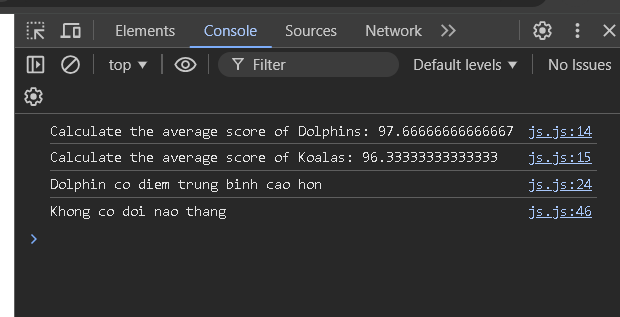 Elements Console Sources Network
top Filter Default levels No Issues
Calculate the average score of Dolphins: 97.66666666666667 js.js:14
Calculate the average score of Koalas: 96.33333333333333 js.js:15
Dolphin co diem trung binh cao hon js.js:24
Khong co doi nao thang js.js:46